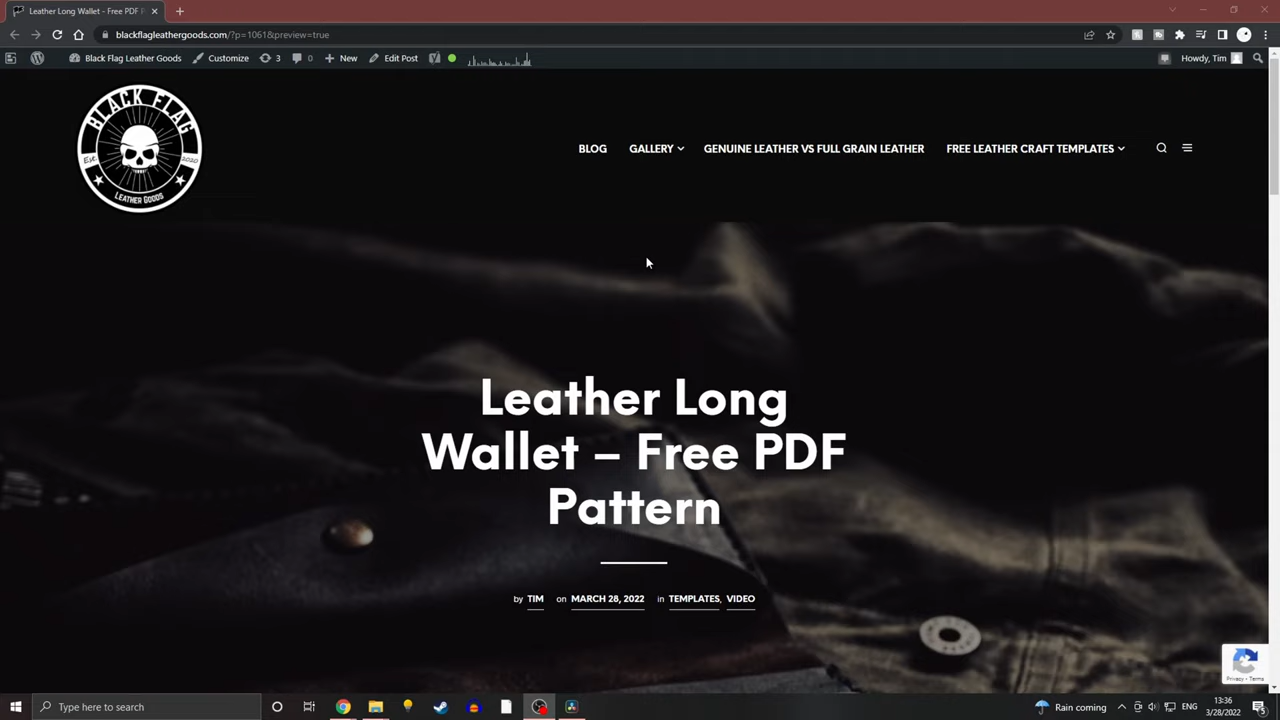 Leather Long Wallet - Free PDF P
blackflagleathergoods.com/?p=1061&preview=true
Black Flag Leather Goods
Customize
3
0
New
Edit Post
Howdy, Tim
BLACK FLAG
Est. 2020
LEATHER GOODS
BLOG
GALLERY
GENUINE LEATHER VS FULL GRAIN LEATHER
FREE LEATHER CRAFT TEMPLATES
Leather Long
Wallet – Free PDF
Pattern
by TIM on MARCH 28, 2022 in TEMPLATES, VIDEO
Privacy - Terms
Type here to search
Rain coming
ENG
13:36
3/28/2022